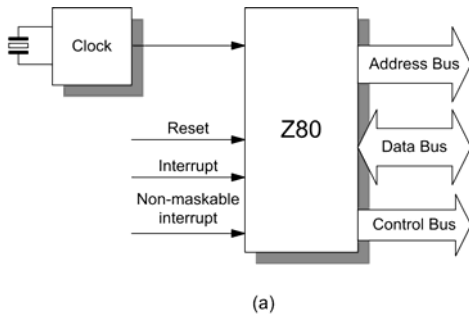 Clock
Address Bus
Reset
Z80
Data Bus
Interrupt
Non-maskable
interrupt
Control Bus
(a)